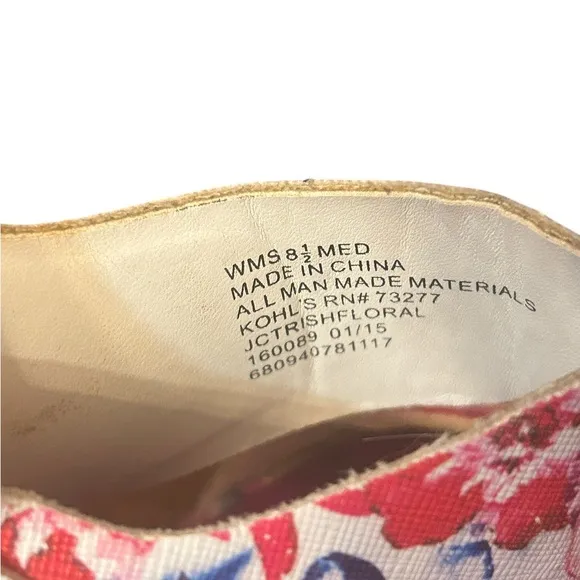 WMS 8½ MED
MADE IN CHINA
ALL MAN MADE MATERIALS
KOHL'S RN# 73277
JCTRISHFLORAL
160089 01/15
680940781117